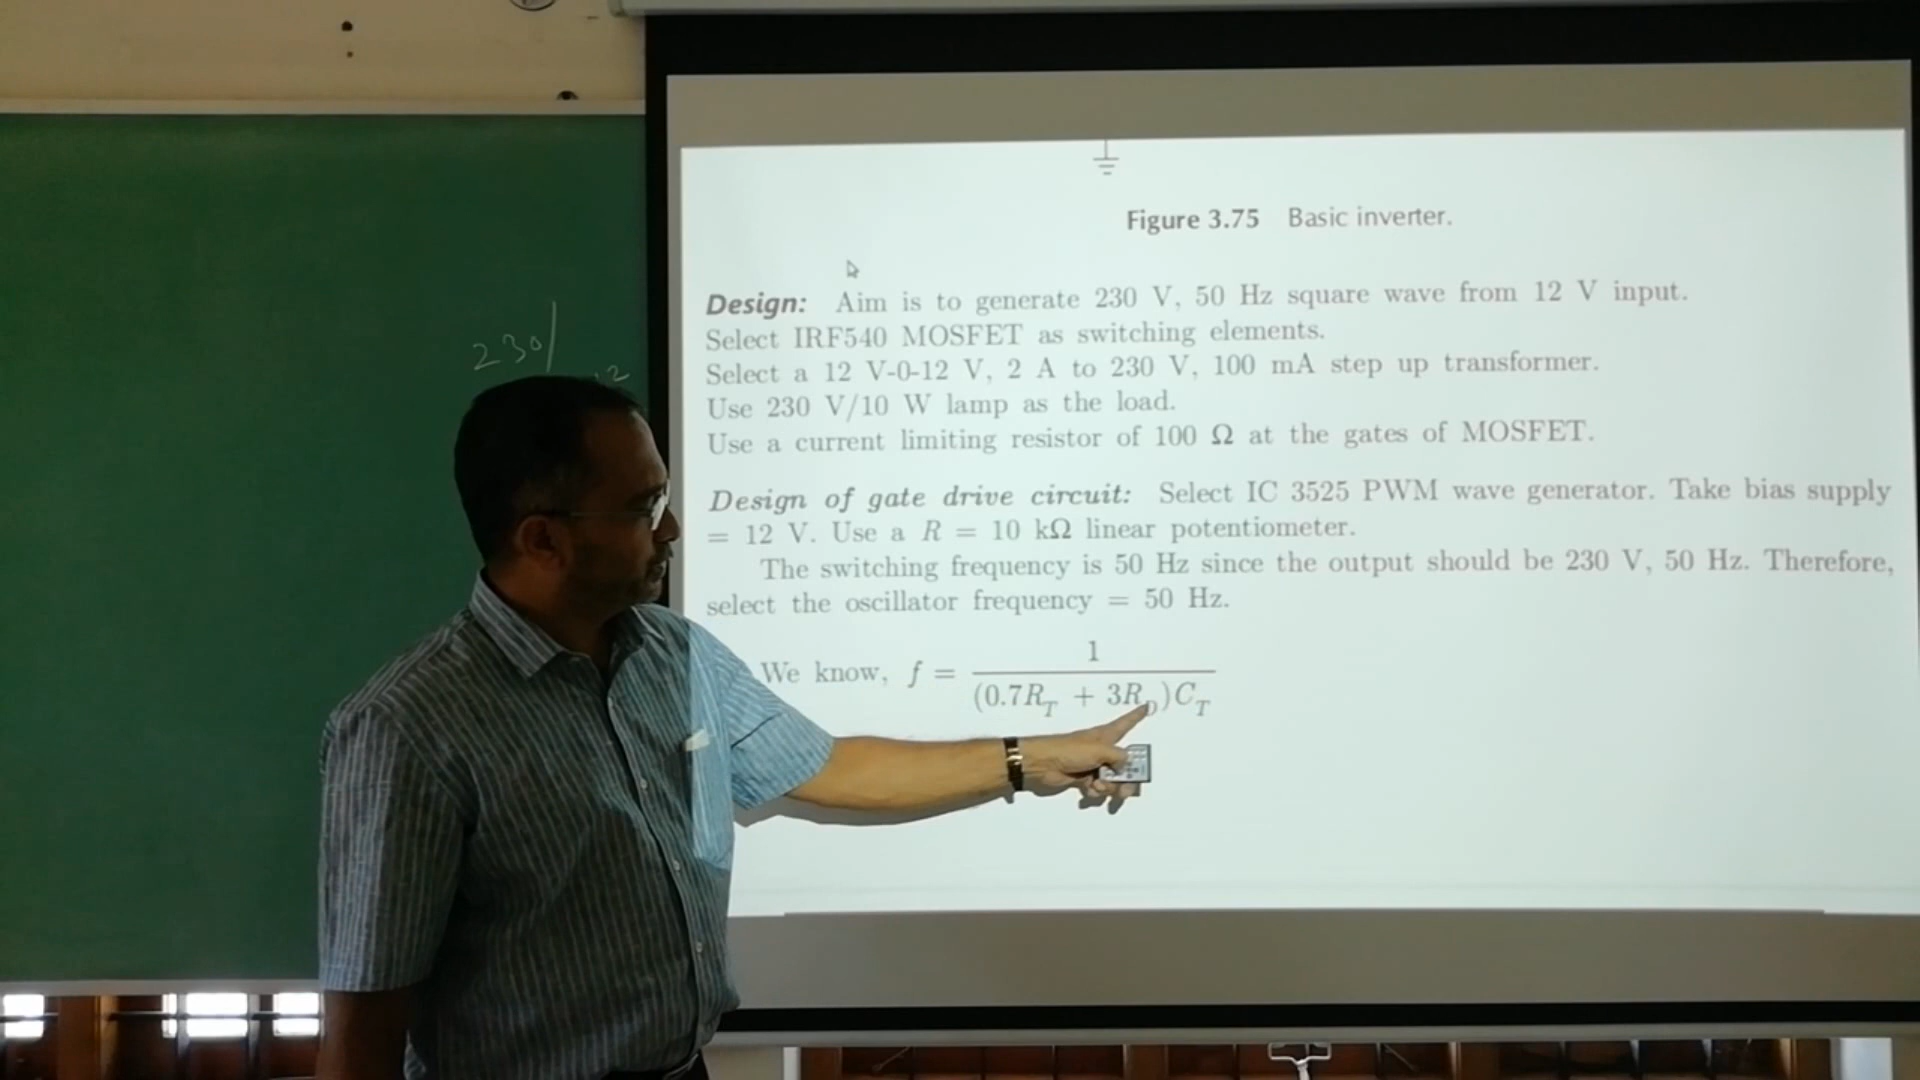 230/
12
Figure 3.75 Basic inverter.
Design: Aim is to generate 230 V, 50 Hz square wave from 12 V input.
Select IRF540 MOSFET as switching elements.
Select a 12 V-0-12 V, 2 A to 230 V, 100 mA step up transformer.
Use 230 V/10 W lamp as the load.
Use a current limiting resistor of 100 Ω at the gates of MOSFET.
Design of gate drive circuit: Select IC 3525 PWM wave generator. Take bias supply
= 12 V. Use a R = 10 kΩ linear potentiometer.
The switching frequency is 50 Hz since the output should be 230 V, 50 Hz. Therefore,
select the oscillator frequency = 50 Hz.
We know, f = 1 / (0.7R_T + 3R_D)C_T